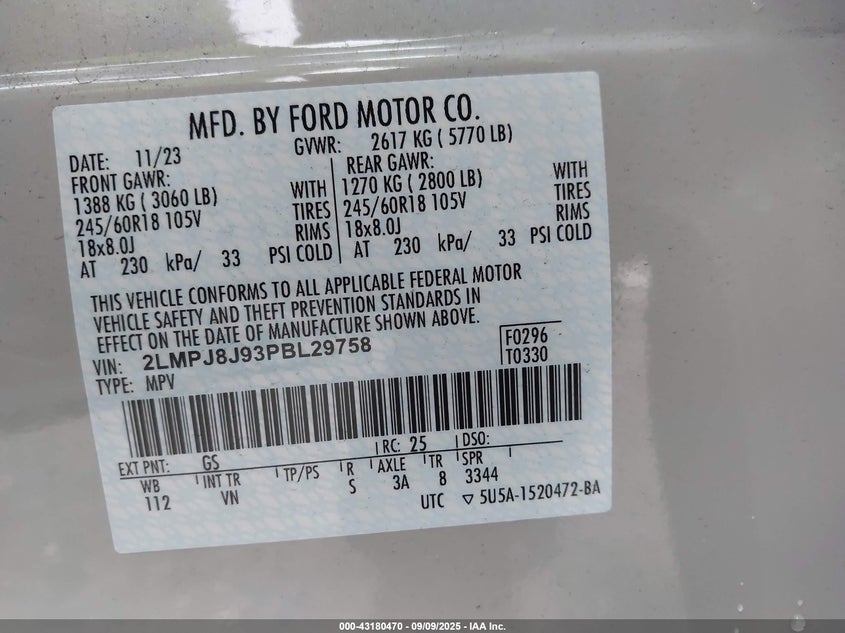 MFD. BY FORD MOTOR CO.
DATE: 11/23 GVWR: 2617 KG ( 5770 LB)
FRONT GAWR:
1388 KG ( 3060 LB) WITH
245/60R18 105V TIRES
18x8.0J RIMS
AT 230 kPa/ 33 PSI COLD
REAR GAWR:
1270 KG ( 2800 LB) WITH
245/60R18 105V TIRES
18x8.0J RIMS
AT 230 kPa/ 33 PSI COLD
THIS VEHICLE CONFORMS TO ALL APPLICABLE FEDERAL MOTOR
VEHICLE SAFETY AND THEFT PREVENTION STANDARDS IN
EFFECT ON THE DATE OF MANUFACTURE SHOWN ABOVE.
VIN: 2LMPJ8J93PBL29758
TYPE: MPV
F0296
T0330
EXT PNT: GS RC: 25 DSO:
WB INT TR TP/PS R AXLE TR SPR
112 VN S 3A 8 3344
UTC ▽ 5U5A-1520472-BA
000-43180470 - 09/09/2025 - IAA Inc.